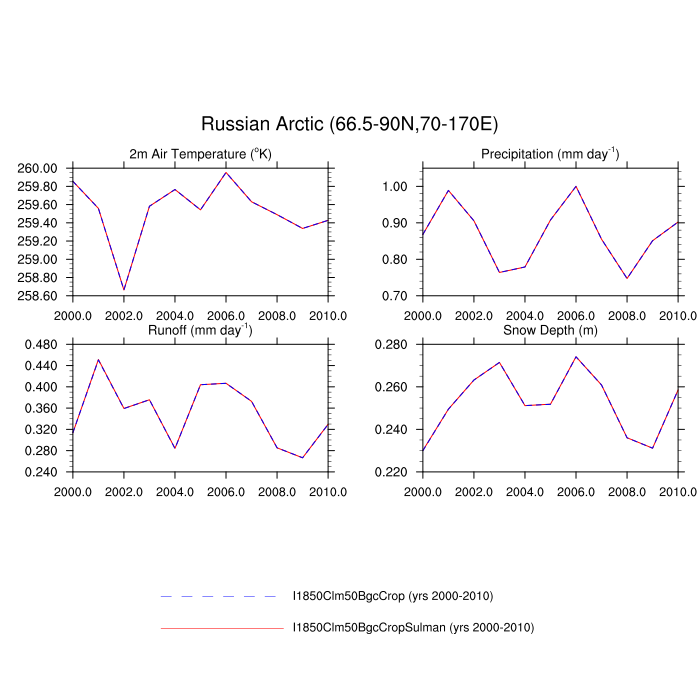 Russian Arctic (66.5-90N,70-170E)
2m Air Temperature (°K)
260.00
259.80
259.60
259.40
259.20
259.00
258.80
258.60
2000.0 2002.0 2004.0 2006.0 2008.0 2010.0
Precipitation (mm day⁻¹)
1.00
0.90
0.80
0.70
2000.0 2002.0 2004.0 2006.0 2008.0 2010.0
Runoff (mm day⁻¹)
0.480
0.440
0.400
0.360
0.320
0.280
0.240
2000.0 2002.0 2004.0 2006.0 2008.0 2010.0
Snow Depth (m)
0.280
0.260
0.240
0.220
2000.0 2002.0 2004.0 2006.0 2008.0 2010.0
I1850Clm50BgcCrop (yrs 2000-2010)
I1850Clm50BgcCropSulman (yrs 2000-2010)